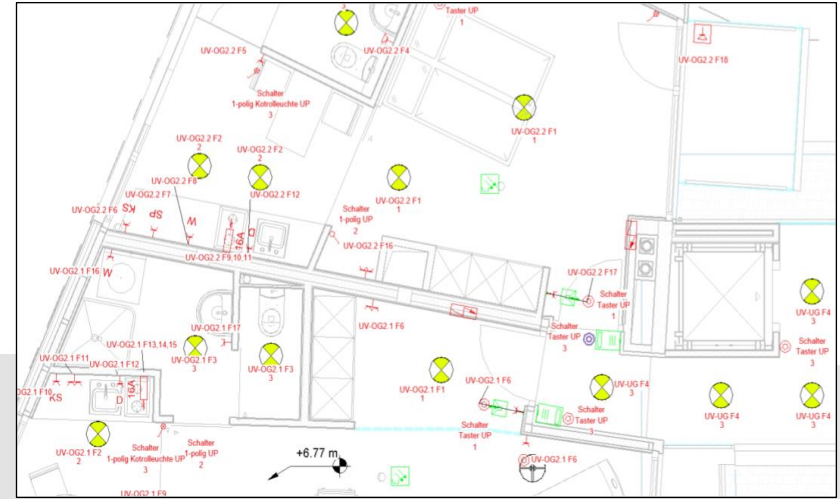 3
Taster UP
1
UV-OG2.2 F5
UV-OG2.2 F4
UV-OG2.2 F18
Schalter
1-polig Kotrolleuchte UP
3
UV-OG2.2 F1
1
UV-OG2.2 F2
2
UV-OG2.2 F2
2
UV-OG2.2 F8
UV-OG2.2 F7
UV-OG2.2 F12
UV-OG2.2 F1
1
UV-OG2.2 F6
KS
SP
W
Schalter
1-polig UP
2
16A
UV-OG2.2 F16
UV-OG2.2 F9,10,11
UV-OG2.1 F16
W
UV-OG2.2 F17
Schalter
Taster UP
1
UV-UG F4
3
UV-OG2.1 F17
UV-OG2.1 F6
Schalter
Taster UP
3
Schalter
Taster UP
3
UV-OG2.1 F13,14,15
UV-OG2.1 F3
3
UV-OG2.1 F11
UV-OG2.1 F12
UV-OG2.1 F3
3
UV-OG2.1 F1
1
UV-OG2.1 F6
UV-UG F4
3
OG2.1 F10
KS
D
16A
UV-UG F4
3
UV-UG F4
3
Schalter
Taster UP
1
Schalter
Taster UP
3
UV-OG2.1 F2
2
Schalter
1-polig Kotrolleuchte UP
3
Schalter
1-polig UP
2
+6.77 m
UV-OG2.1 F6
UV-OG2.1 F9